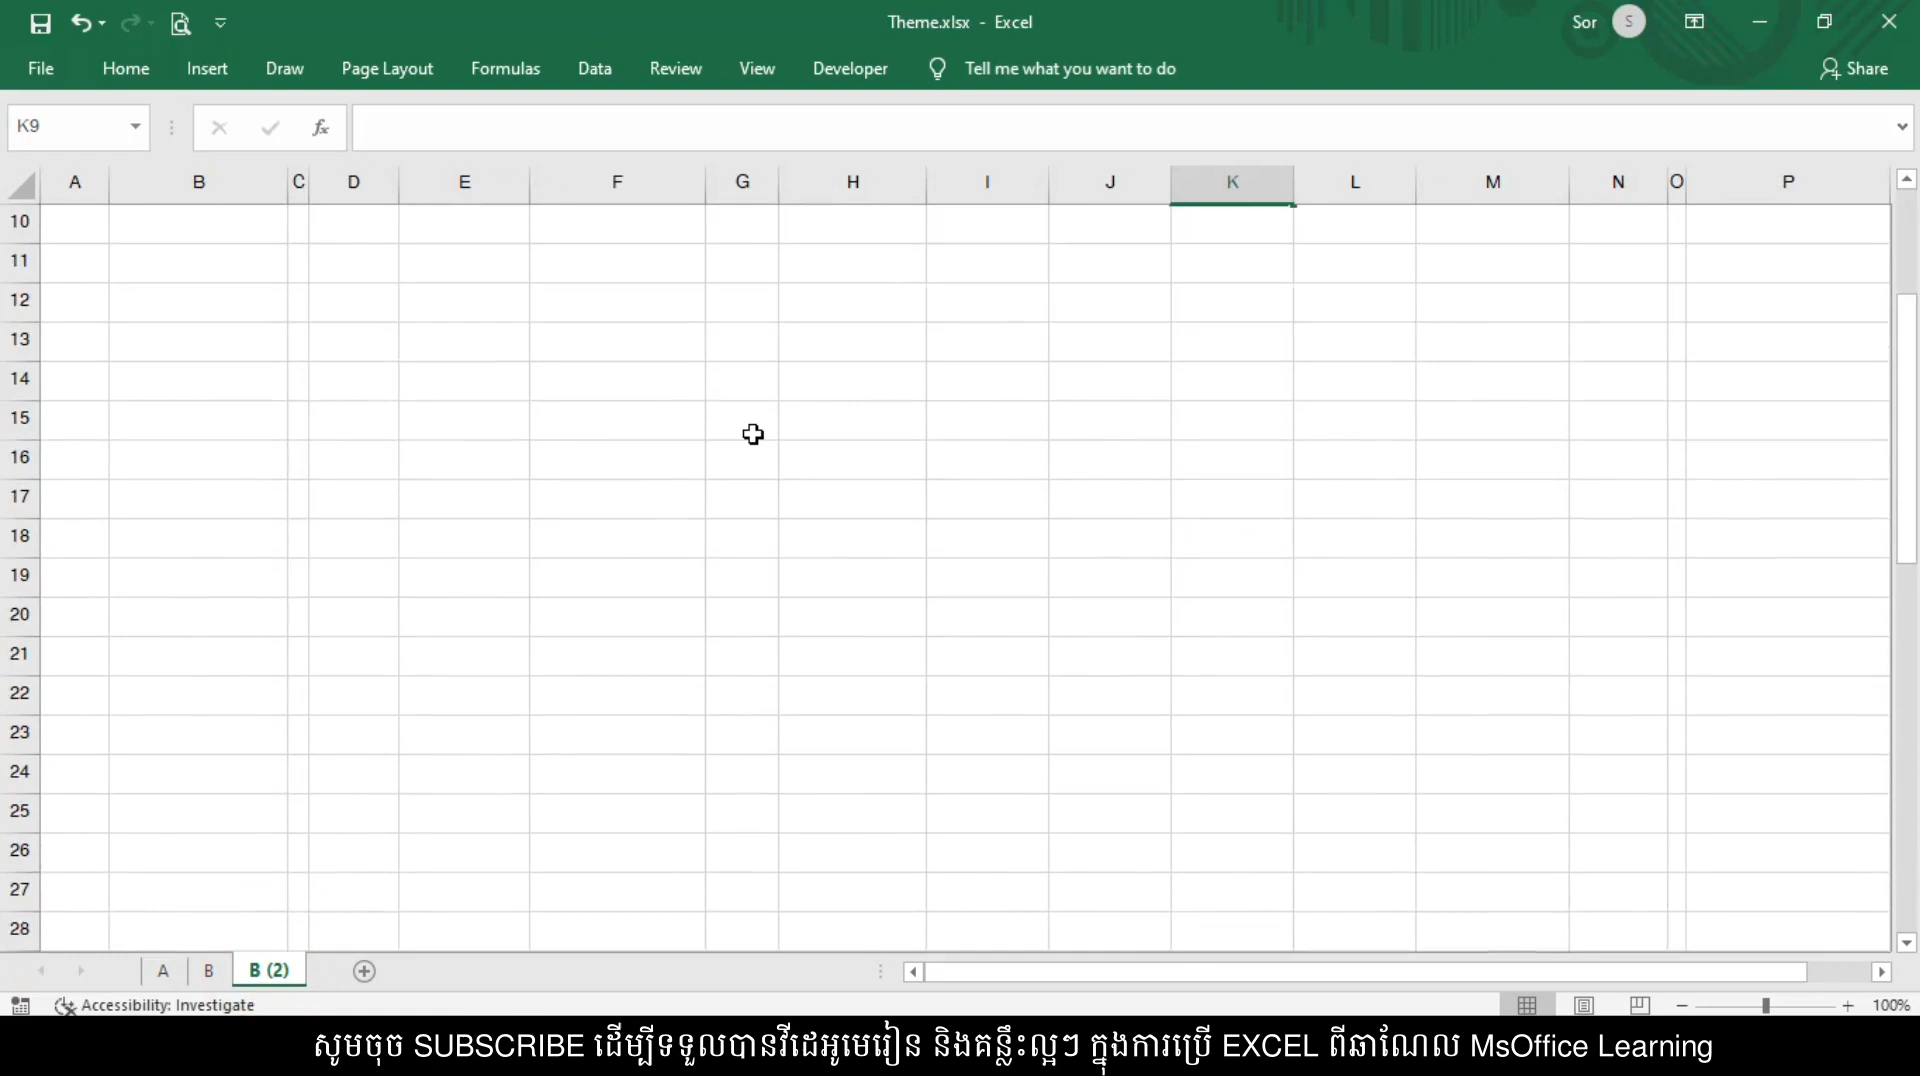 Theme.xlsx - Excel
Sor
S
File Home Insert Draw Page Layout Formulas Data Review View Developer Tell me what you want to do Share
K9
fx
A B C D E F G H I J K L M N O P
10
11
12
13
14
15
16
17
18
19
20
21
22
23
24
25
26
27
28
A B B (2)
Accessibility: Investigate
100%
សូមចុច SUBSCRIBE ដើម្បីទទួលបានវីដេអូមេរៀន និងគន្លឹះល្អៗ ក្នុងការប្រើ EXCEL ពីឆាណែល MsOffice Learning